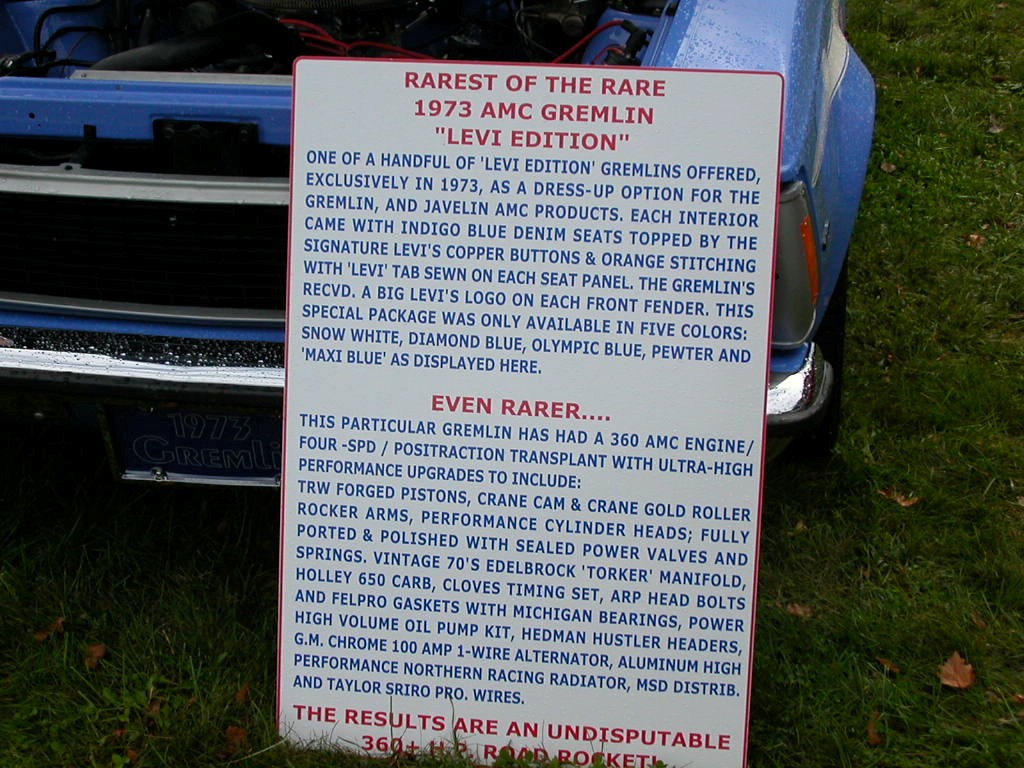 RAREST OF THE RARE
1973 AMC GREMLIN
"LEVI EDITION"
ONE OF A HANDFUL OF 'LEVI EDITION' GREMLINS OFFERED,
EXCLUSIVELY IN 1973, AS A DRESS-UP OPTION FOR THE
GREMLIN, AND JAVELIN AMC PRODUCTS. EACH INTERIOR
CAME WITH INDIGO BLUE DENIM SEATS TOPPED BY THE
SIGNATURE LEVI'S COPPER BUTTONS & ORANGE STITCHING
WITH 'LEVI' TAB SEWN ON EACH SEAT PANEL. THE GREMLIN'S
RECVD. A BIG LEVI'S LOGO ON EACH FRONT FENDER. THIS
SPECIAL PACKAGE WAS ONLY AVAILABLE IN FIVE COLORS:
SNOW WHITE, DIAMOND BLUE, OLYMPIC BLUE, PEWTER AND
'MAXI BLUE' AS DISPLAYED HERE.
EVEN RARER....
THIS PARTICULAR GREMLIN HAS HAD A 360 AMC ENGINE/
FOUR -SPD / POSITRACTION TRANSPLANT WITH ULTRA-HIGH
PERFORMANCE UPGRADES TO INCLUDE:
TRW FORGED PISTONS, CRANE CAM & CRANE GOLD ROLLER
ROCKER ARMS, PERFORMANCE CYLINDER HEADS; FULLY
PORTED & POLISHED WITH SEALED POWER VALVES AND
SPRINGS. VINTAGE 70'S EDELBROCK 'TORKER' MANIFOLD,
HOLLEY 650 CARB, CLOVES TIMING SET, ARP HEAD BOLTS
AND FELPRO GASKETS WITH MICHIGAN BEARINGS, POWER
HIGH VOLUME OIL PUMP KIT, HEDMAN HUSTLER HEADERS,
G.M. CHROME 100 AMP 1-WIRE ALTERNATOR, ALUMINUM HIGH
PERFORMANCE NORTHERN RACING RADIATOR, MSD DISTRIB.
AND TAYLOR SRIRO PRO. WIRES.
THE RESULTS ARE AN UNDISPUTABLE
360+ H.P. ROAD ROCKET!
1973
GREMLI